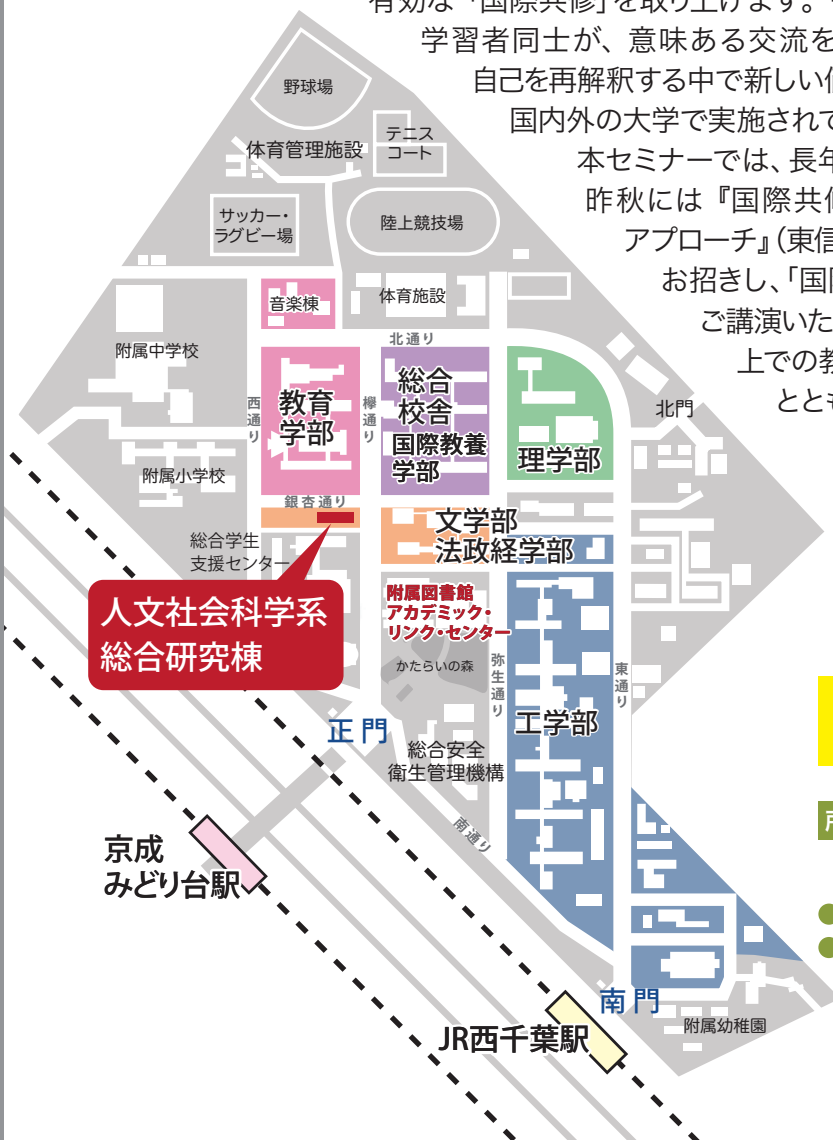 有効な「国際共修」を取り上げます。
学習者同士が、意味ある交流を
自己を再解釈する中で新しい
国内外の大学で実施されて
本セミナーでは、長年
昨秋には『国際共修
アプローチ』（東信
お招きし、「国際
ご講演いた
上での教
ととも
野球場
体育管理施設
テニス
コート
サッカー・
ラグビー場
陸上競技場
音楽棟
体育施設
北通り
附属中学校
西通り
教育
学部
欅通り
総合
校舎
国際教養
学部
理学部
北門
附属小学校
銀杏通り
総合学生
支援センター
文学部
法政経学部
人文社会科学系
総合研究棟
附属図書館
アカデミック・
リンク・センター
かたらいの森
弥生通り
東通り
工学部
正門
総合安全
衛生管理機構
南通り
京成
みどり台駅
南門
JR西千葉駅
附属幼稚園